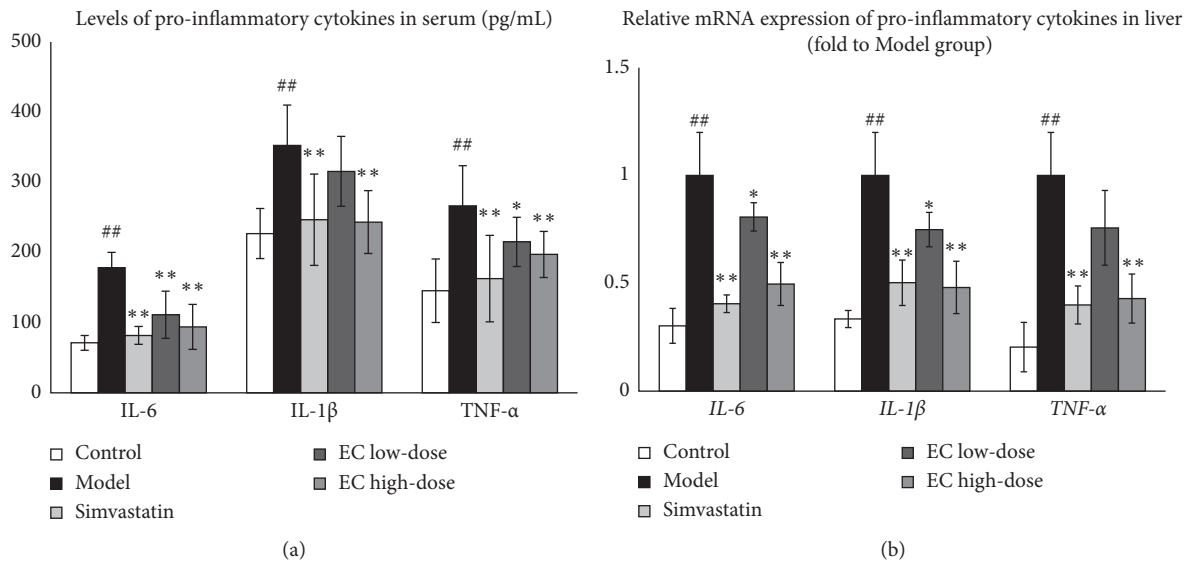 Levels of pro-inflammatory cytokines in serum (pg/mL)
500
400
300
200
100
0
##
**
**
**
##
**
**
##
**
*
**
IL-6
IL-1β
TNF-α
Control
Model
Simvastatin
EC low-dose
EC high-dose
(a)
Relative mRNA expression of pro-inflammatory cytokines in liver
(fold to Model group)
1.5
1
0.5
0
##
**
*
**
##
**
*
**
##
**
**
IL-6
IL-1β
TNF-α
Control
Model
Simvastatin
EC low-dose
EC high-dose
(b)